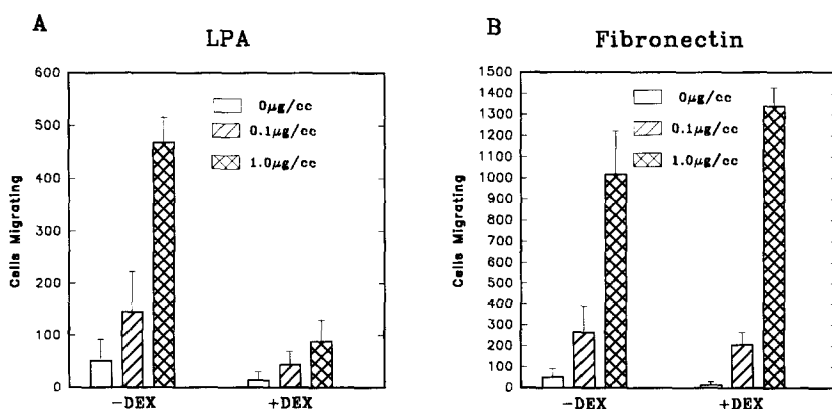 A
LPA
600
500
400
300
200
100
0
Cells Migrating
0μg/cc
0.1μg/cc
1.0μg/cc
-DEX
+DEX
B
Fibronectin
1500
1400
1300
1200
1100
1000
900
800
700
600
500
400
300
200
100
0
Cells Migrating
0μg/cc
0.1μg/cc
1.0μg/cc
-DEX
+DEX